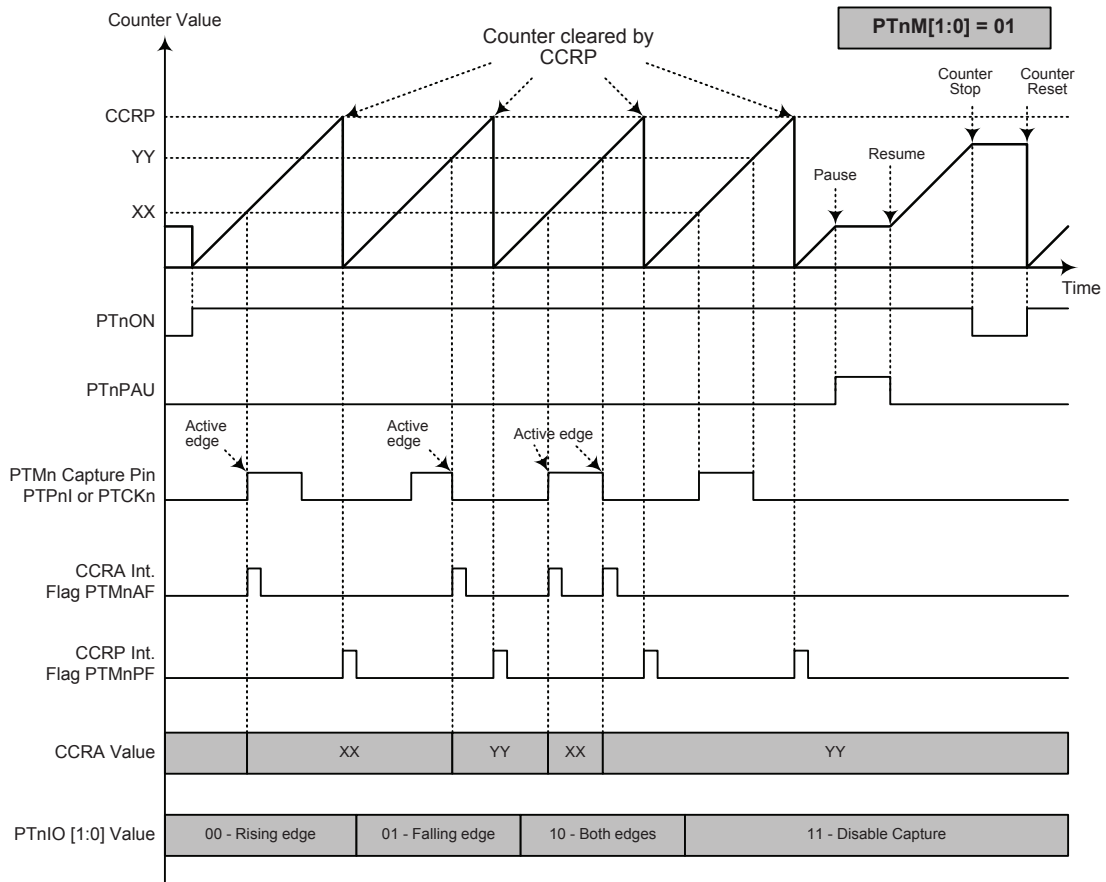 Counter Value
PTnM[1:0] = 01
Counter cleared by
CCRP
Counter
Stop
Counter
Reset
CCRP
YY
XX
Pause
Resume
Time
PTnON
PTnPAU
Active
edge
Active
edge
Active edge
PTMn Capture Pin
PTPnI or PTCKn
CCRA Int.
Flag PTMnAF
CCRP Int.
Flag PTMnPF
CCRA Value
XX
YY
XX
YY
PTnIO [1:0] Value
00 - Rising edge
01 - Falling edge
10 - Both edges
11 - Disable Capture